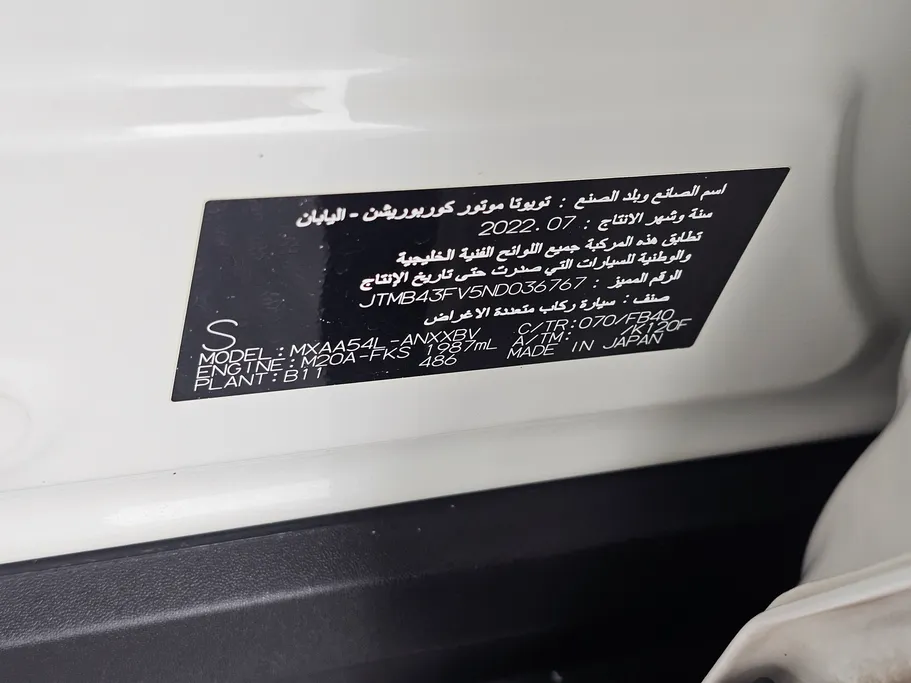 اسم الصانع وبلد الصنع : تويوتا موتور كوربوريشن - اليابان
سنة وشهر الانتاج : 2022.07
تطابق هذه المركبة جميع اللوائح الفنية الخليجية
والوطنية للسيارات التي صدرت حتى تاريخ الإنتاج
الرقم المميز : JTMB43FV5ND036767
صنف : سيارة ركاب متعددة الاغراض
S
MODEL:MXAA54L-ANXXBV C/TR:070/FB40
ENGINE:M20A-FKS 1987mL A/TM: /K120F
PLANT:B11 486 MADE IN JAPAN